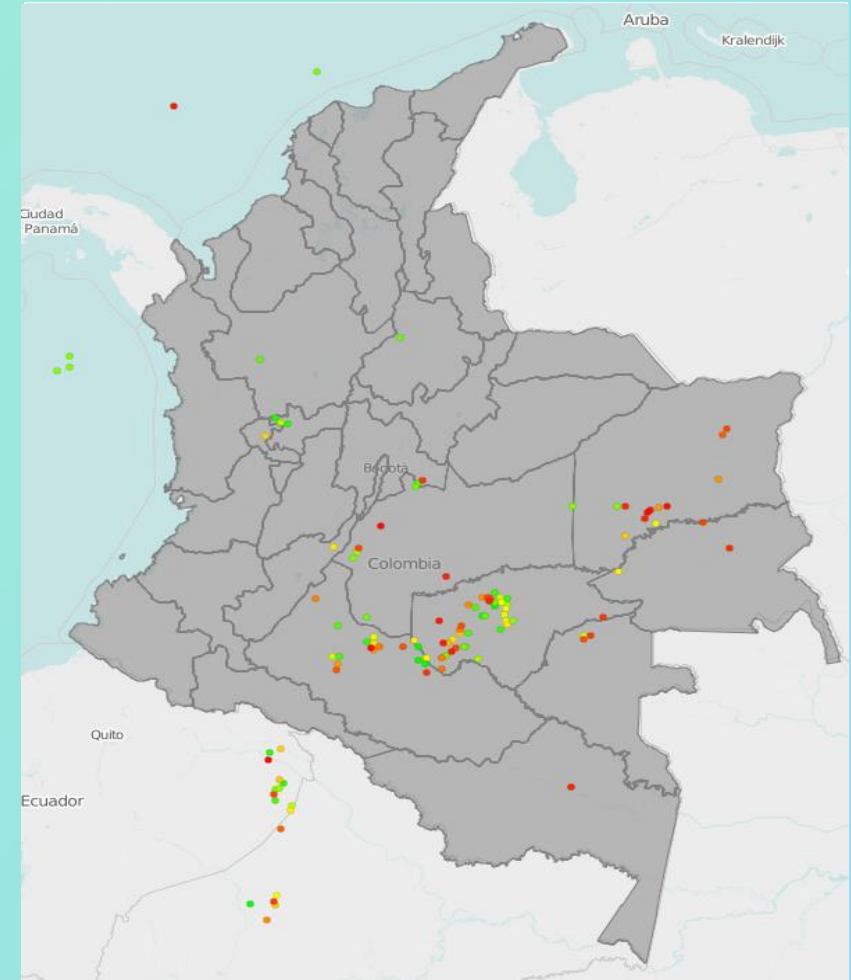 Aruba
Kralendijk
Ciudad
Panamá
Bogotá
Colombia
Quito
Ecuador